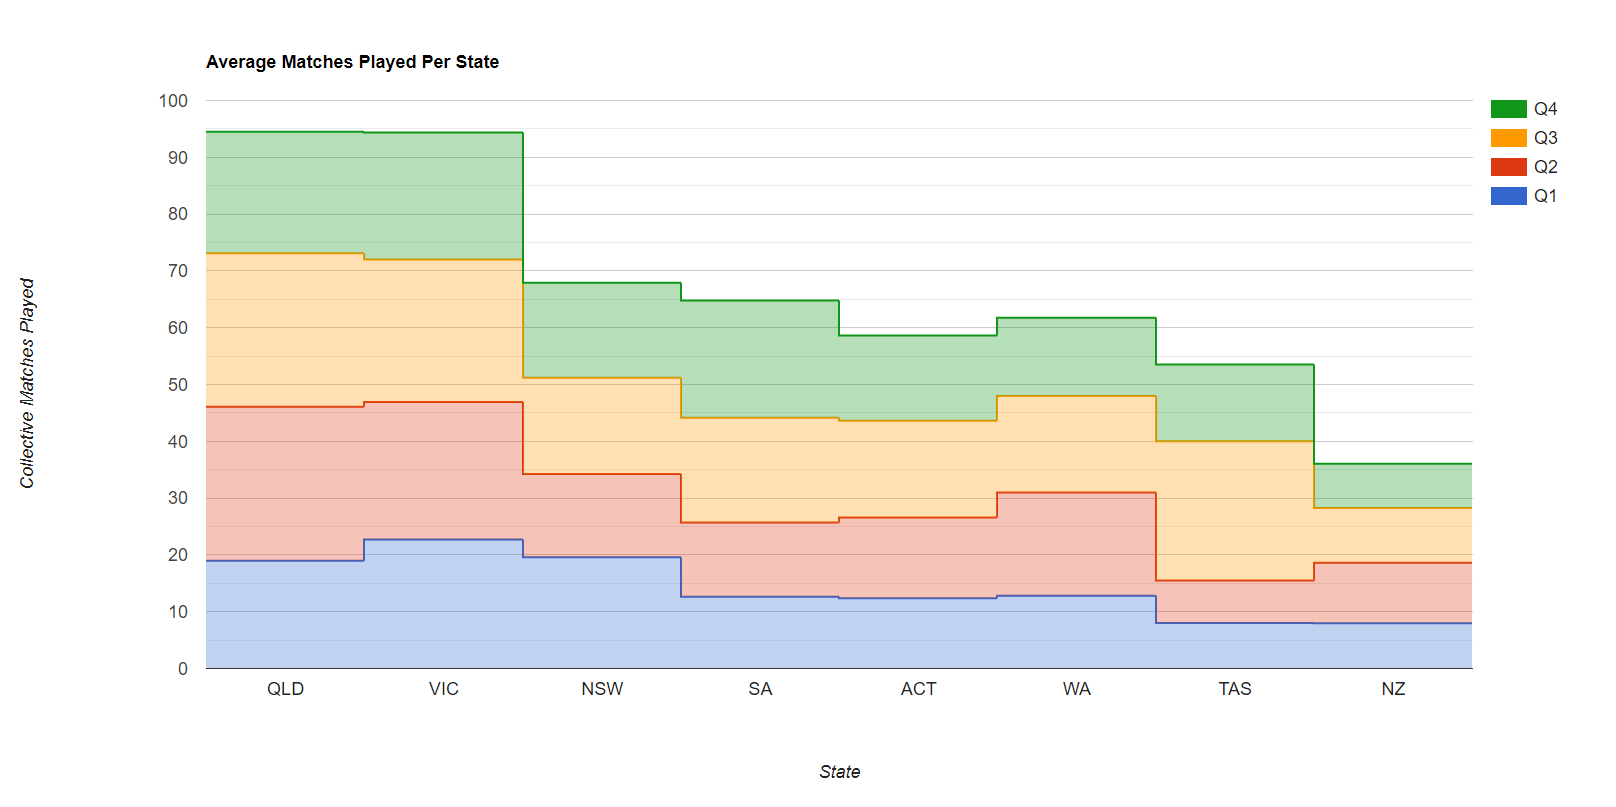 Average Matches Played Per State
100
90
80
70
60
50
40
30
20
10
0
Collective Matches Played
QLD VIC NSW SA ACT WA TAS NZ
State
Q4
Q3
Q2
Q1